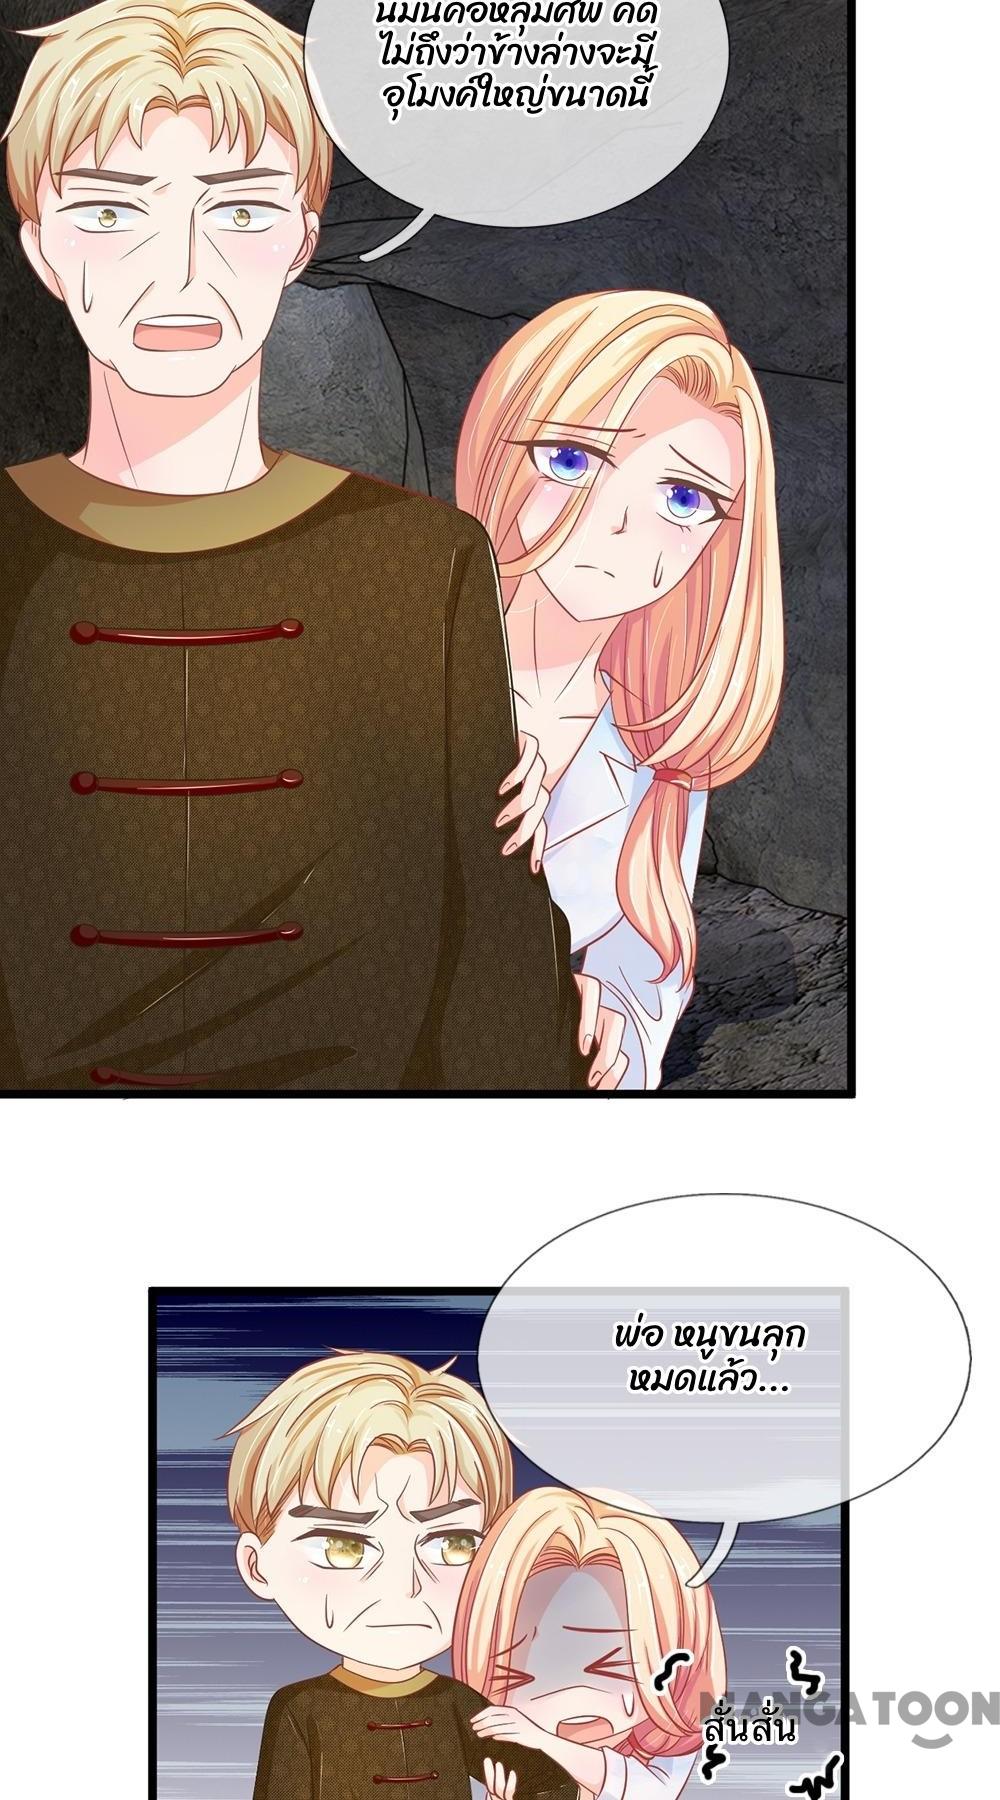 นี่มันคือหลุมศพ คิด
ไม่ถึงว่าข้างล่างจะมี
อุโมงค์ใหญ่ขนาดนี้
พ่อ หนูขนลุก
หมดแล้ว...
MANGATOON
สั่นสั่น